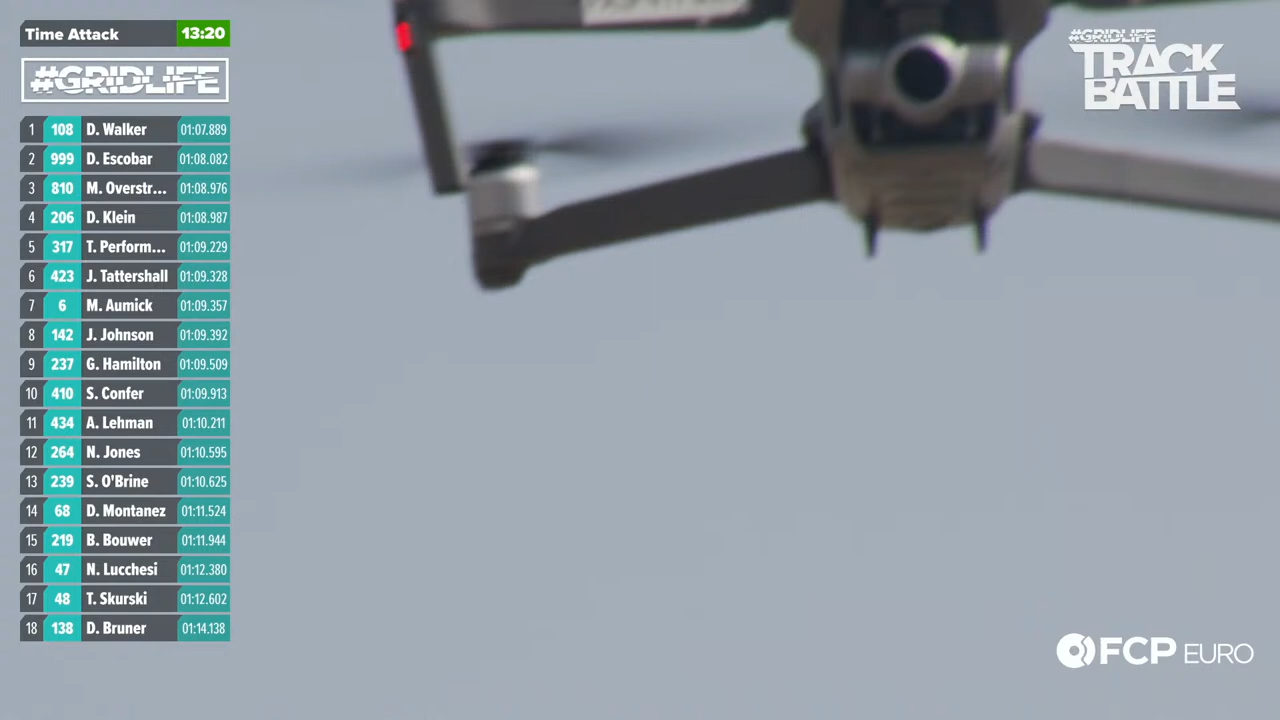 Time Attack 13:20
#GRIDLIFE
1 108 D. Walker 01:07.889
2 999 D. Escobar 01:08.082
3 810 M. Overstr... 01:08.976
4 206 D. Klein 01:08.987
5 317 T. Perform... 01:09.229
6 423 J. Tattershall 01:09.328
7 6 M. Aumick 01:09.357
8 142 J. Johnson 01:09.392
9 237 G. Hamilton 01:09.509
10 410 S. Confer 01:09.913
11 434 A. Lehman 01:10.211
12 264 N. Jones 01:10.595
13 239 S. O'Brine 01:10.625
14 68 D. Montanez 01:11.524
15 219 B. Bouwer 01:11.944
16 47 N. Lucchesi 01:12.380
17 48 T. Skurski 01:12.602
18 138 D. Bruner 01:14.138
#GRIDLIFE
TRACK
BATTLE
FCP EURO